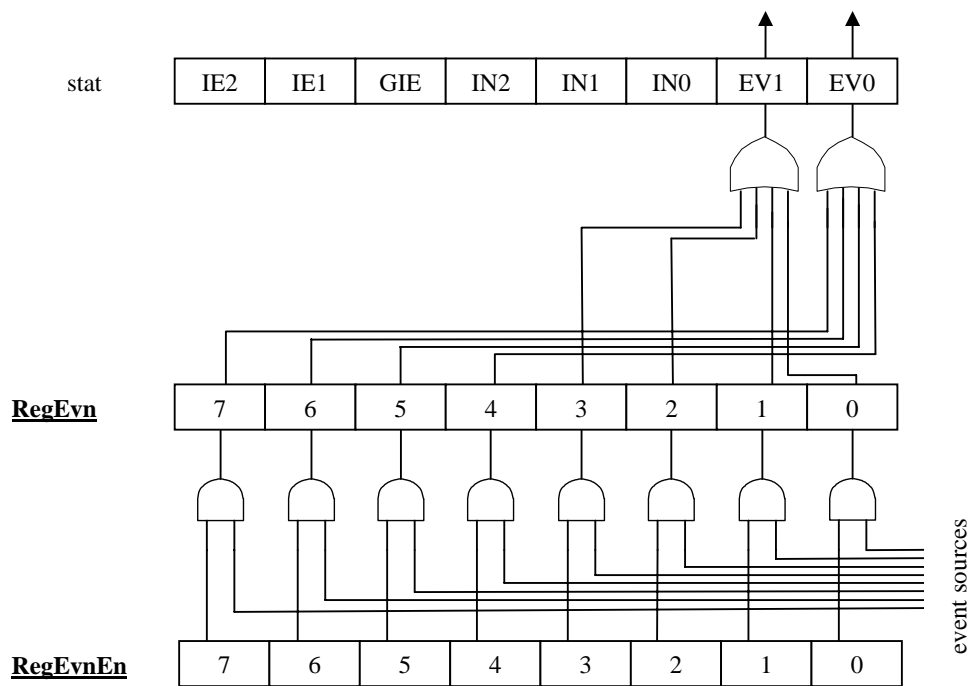 stat IE2 IE1 GIE IN2 IN1 IN0 EV1 EV0
RegEvn 7 6 5 4 3 2 1 0
event sources
RegEvnEn 7 6 5 4 3 2 1 0